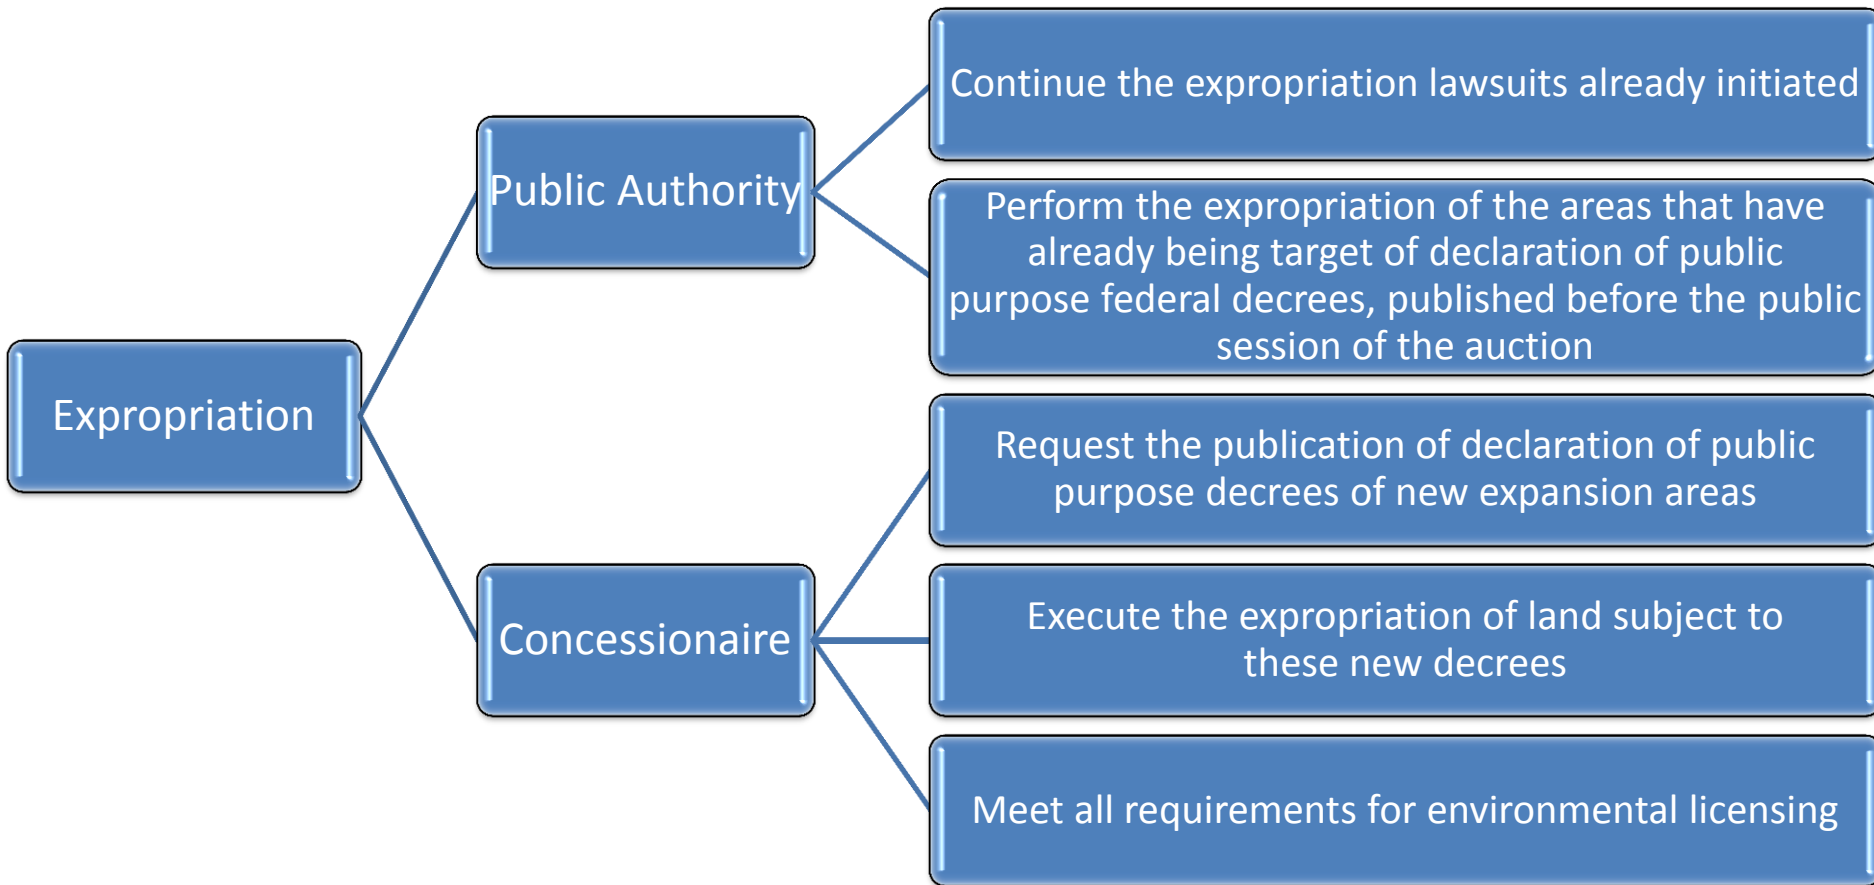 Expropriation
Public Authority
Continue the expropriation lawsuits already initiated
Perform the expropriation of the areas that have
already being target of declaration of public
purpose federal decrees, published before the public
session of the auction
Concessionaire
Request the publication of declaration of public
purpose decrees of new expansion areas
Execute the expropriation of land subject to
these new decrees
Meet all requirements for environmental licensing